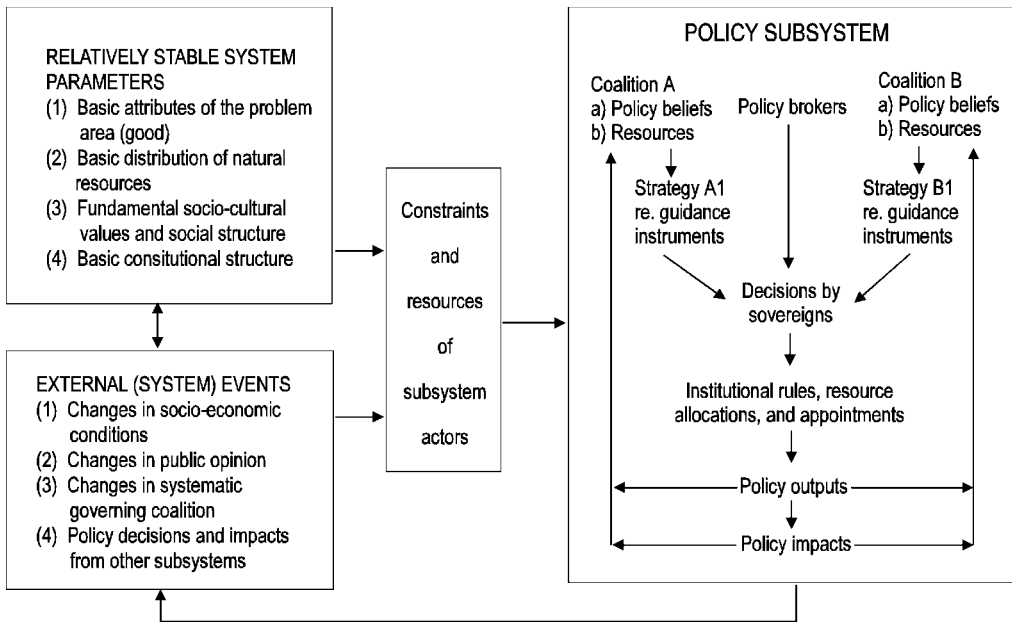 RELATIVELY STABLE SYSTEM
PARAMETERS
(1) Basic attributes of the problem
area (good)
(2) Basic distribution of natural
resources
(3) Fundamental socio-cultural
values and social structure
(4) Basic consitutional structure
EXTERNAL (SYSTEM) EVENTS
(1) Changes in socio-economic
conditions
(2) Changes in public opinion
(3) Changes in systematic
governing coalition
(4) Policy decisions and impacts
from other subsystems
Constraints
and
resources
of
subsystem
actors
POLICY SUBSYSTEM
Coalition A
a) Policy beliefs
b) Resources
Policy brokers
Coalition B
a) Policy beliefs
b) Resources
Strategy A1
re. guidance
instruments
Strategy B1
re. guidance
instruments
Decisions by
sovereigns
Institutional rules, resource
allocations, and appointments
Policy outputs
Policy impacts